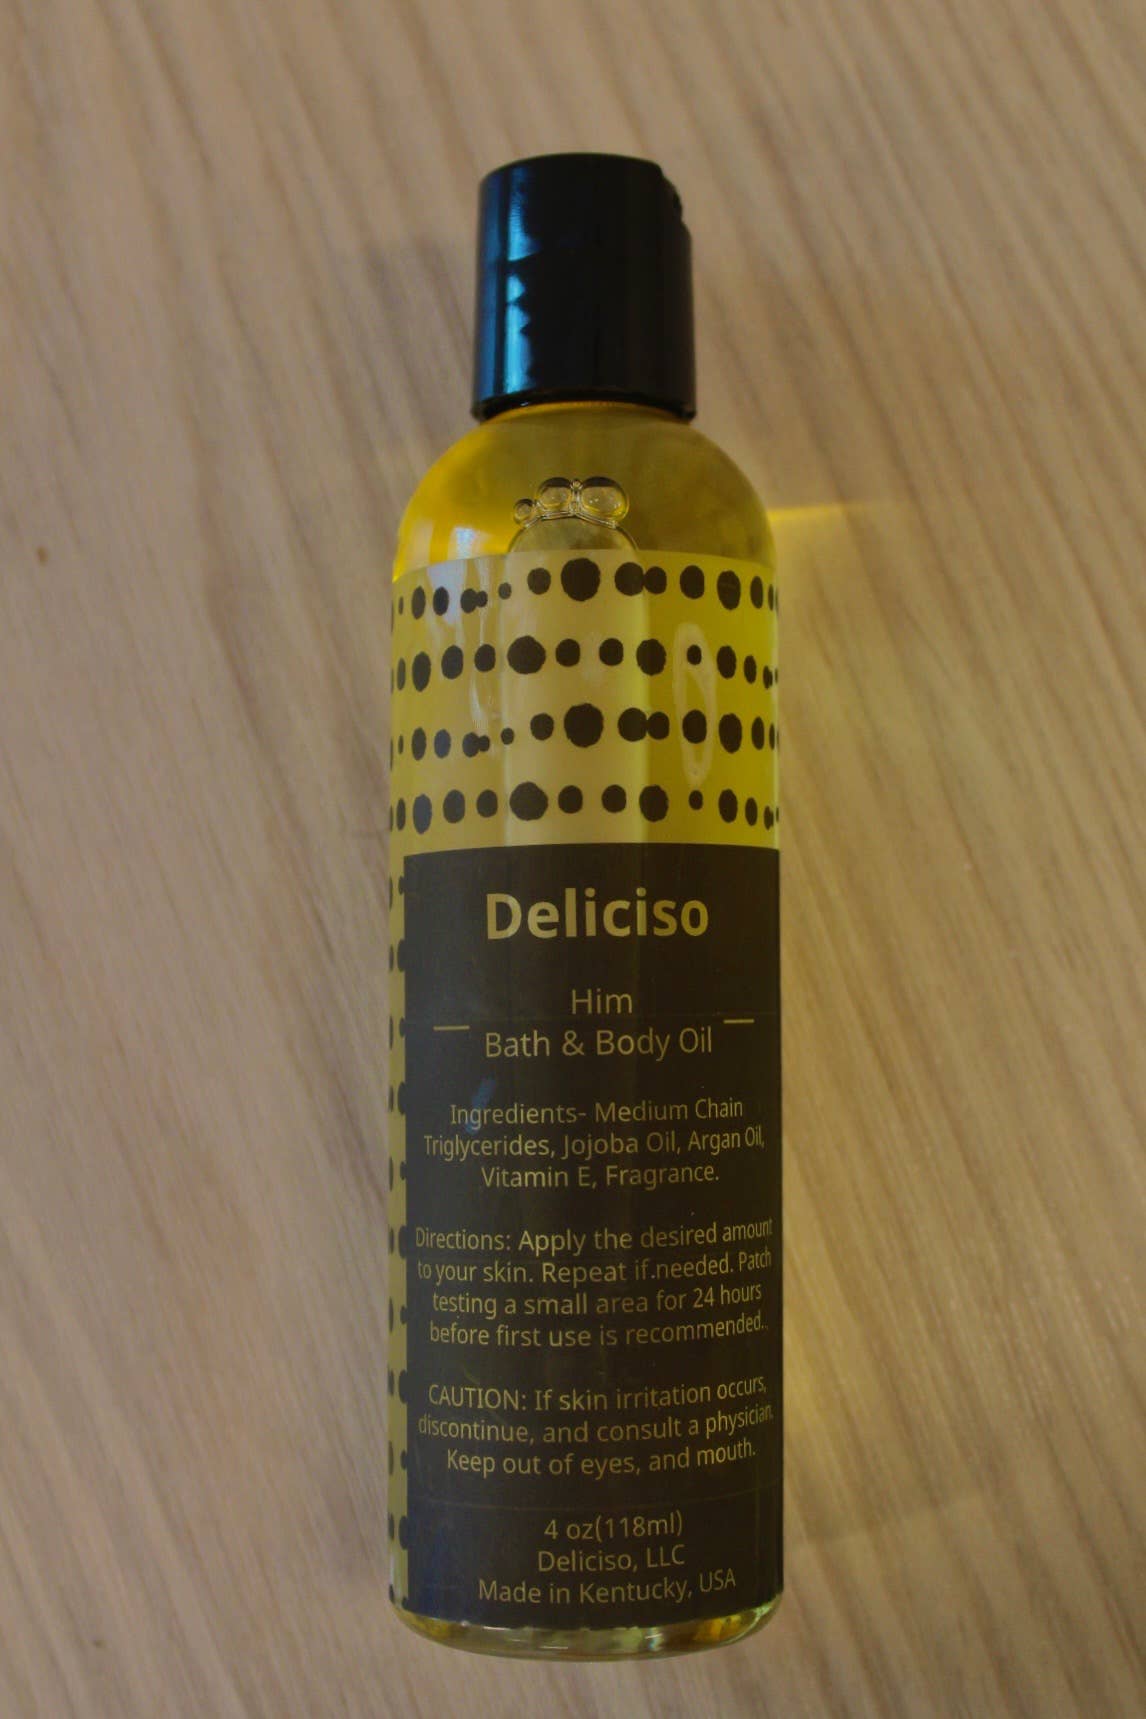 Deliciso
Him
Bath & Body Oil
Ingredients- Medium Chain
Triglycerides, Jojoba Oil, Argan Oil,
Vitamin E, Fragrance.
Directions: Apply the desired amount
to your skin. Repeat if needed. Patch
testing a small area for 24 hours
before first use is recommended.
CAUTION: If skin irritation occurs,
discontinue, and consult a physician.
Keep out of eyes, and mouth.
4 oz(118ml)
Deliciso, LLC
Made in Kentucky, USA